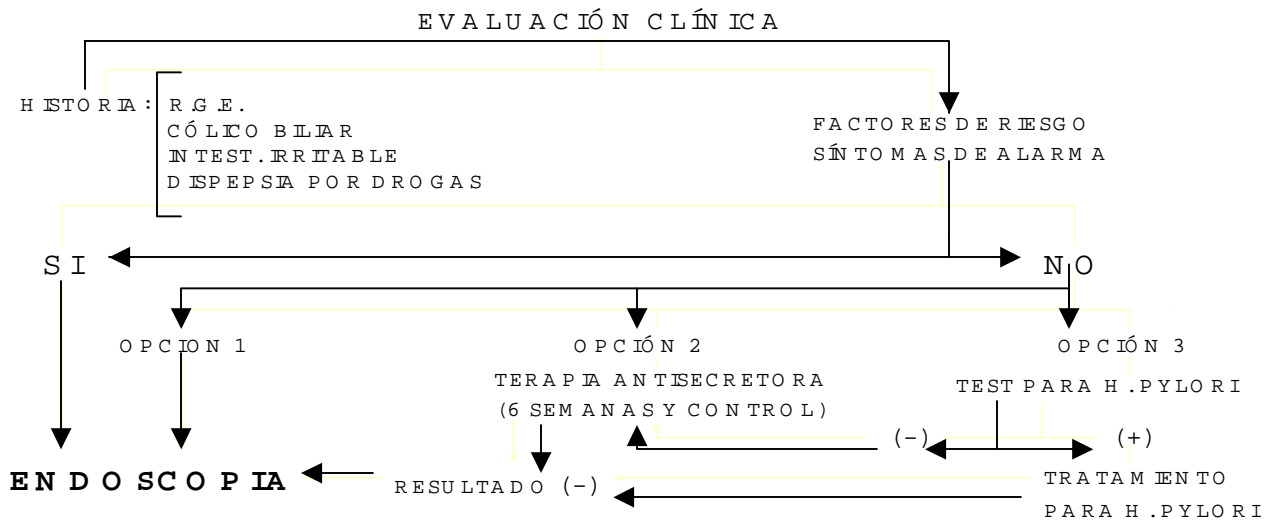 EVALUACIÓN CLÍNICA
HISTORIA: R.G.E.
CÓLICO BILIAR
INTEST. IRRITABLE
DISPEPSIA POR DROGAS
FACTORES DE RIESGO
SÍNTOMAS DE ALARMA
SI
NO
OPCION 1
OPCIÓN 2
TERAPIA ANTISECRETORA
(6 SEMANAS Y CONTROL)
OPCIÓN 3
TEST PARA H. PYLORI
(-)
(+)
ENDOSCOPIA
RESULTADO (-)
TRATAMIENTO
PARA H. PYLORI